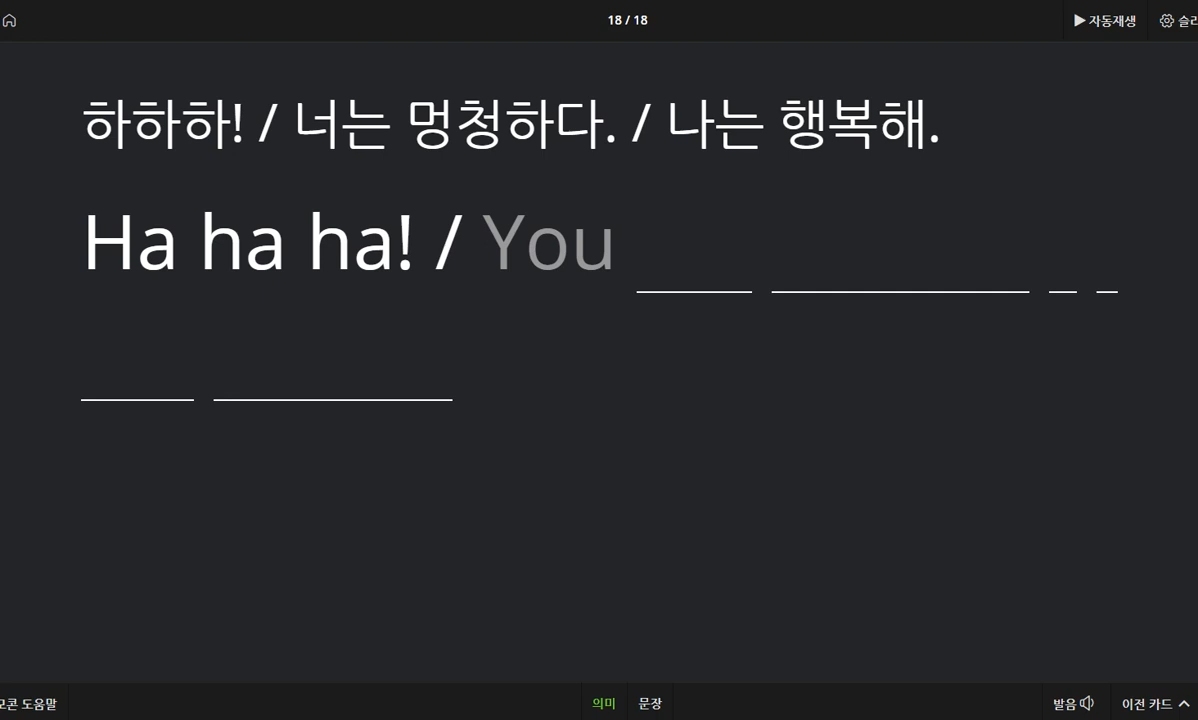 18 / 18
▶ 자동재생
슬라
하하하! / 너는 멍청하다. / 나는 행복해.
Ha ha ha! / You
모콘 도움말
의미
문장
발음
이전 카드